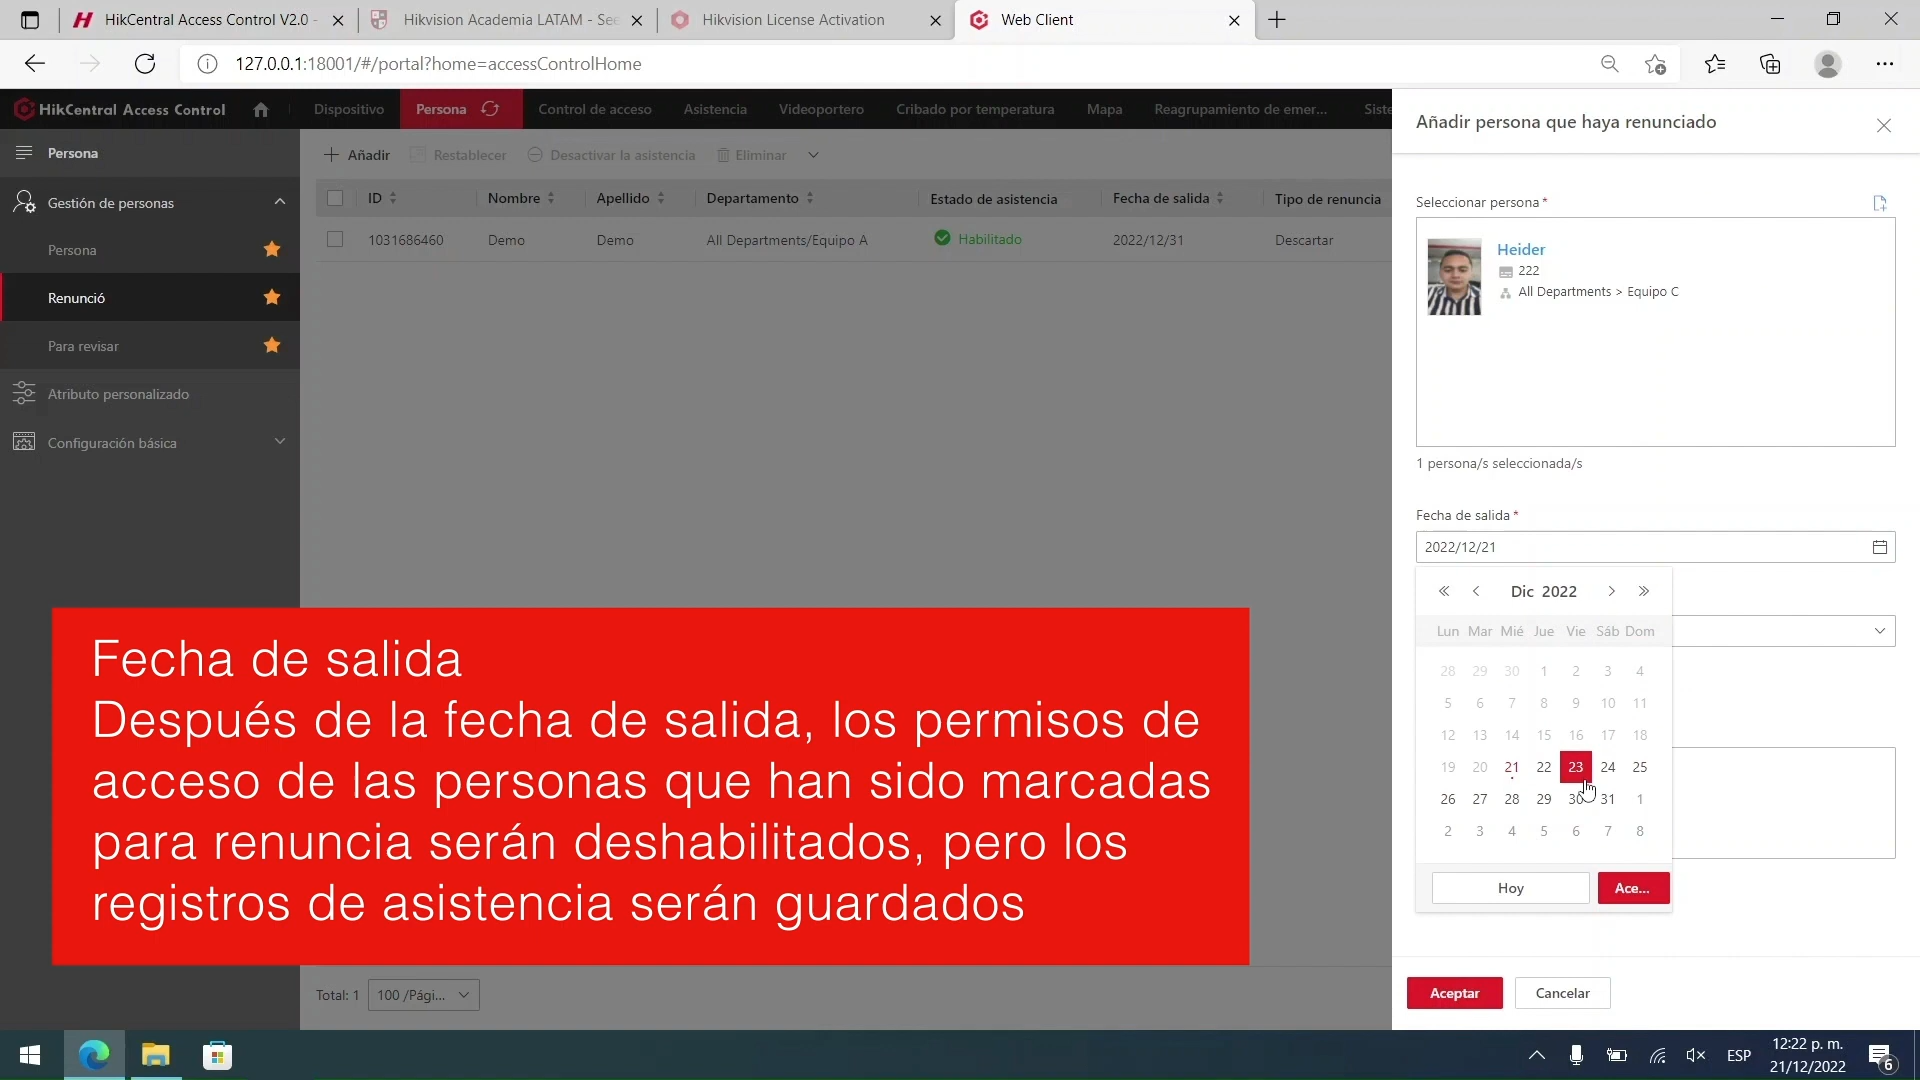 HikCentral Access Control V2.0 -
Hikvision Academia LATAM - See
Hikvision License Activation
Web Client
127.0.0.1:18001/#/portal?home=accessControlHome
HikCentral Access Control
Dispositivo
Persona
Control de acceso
Asistencia
Videoportero
Cribado por temperatura
Mapa
Reagrupamiento de emer...
Siste
Persona
Gestión de personas
Persona
Renunció
Para revisar
Atributo personalizado
Configuración básica
Añadir
Restablecer
Desactivar la asistencia
Eliminar
ID
Nombre
Apellido
Departamento
Estado de asistencia
Fecha de salida
Tipo de renuncia
1031686460
Demo
Demo
All Departments/Equipo A
Habilitado
2022/12/31
Descartar
Fecha de salida
Después de la fecha de salida, los permisos de
acceso de las personas que han sido marcadas
para renuncia serán deshabilitados, pero los
registros de asistencia serán guardados
Total: 1
100 /Pági...
Añadir persona que haya renunciado
Seleccionar persona*
Heider
222
All Departments > Equipo C
1 persona/s seleccionada/s
Fecha de salida*
2022/12/21
Dic 2022
Lun Mar Mié Jue Vie Sáb Dom
28 29 30 1 2 3 4
5 6 7 8 9 10 11
12 13 14 15 16 17 18
19 20 21 22 23 24 25
26 27 28 29 30 31 1
2 3 4 5 6 7 8
Hoy
Ace...
Aceptar
Cancelar
ESP
12:22 p. m.
21/12/2022
6